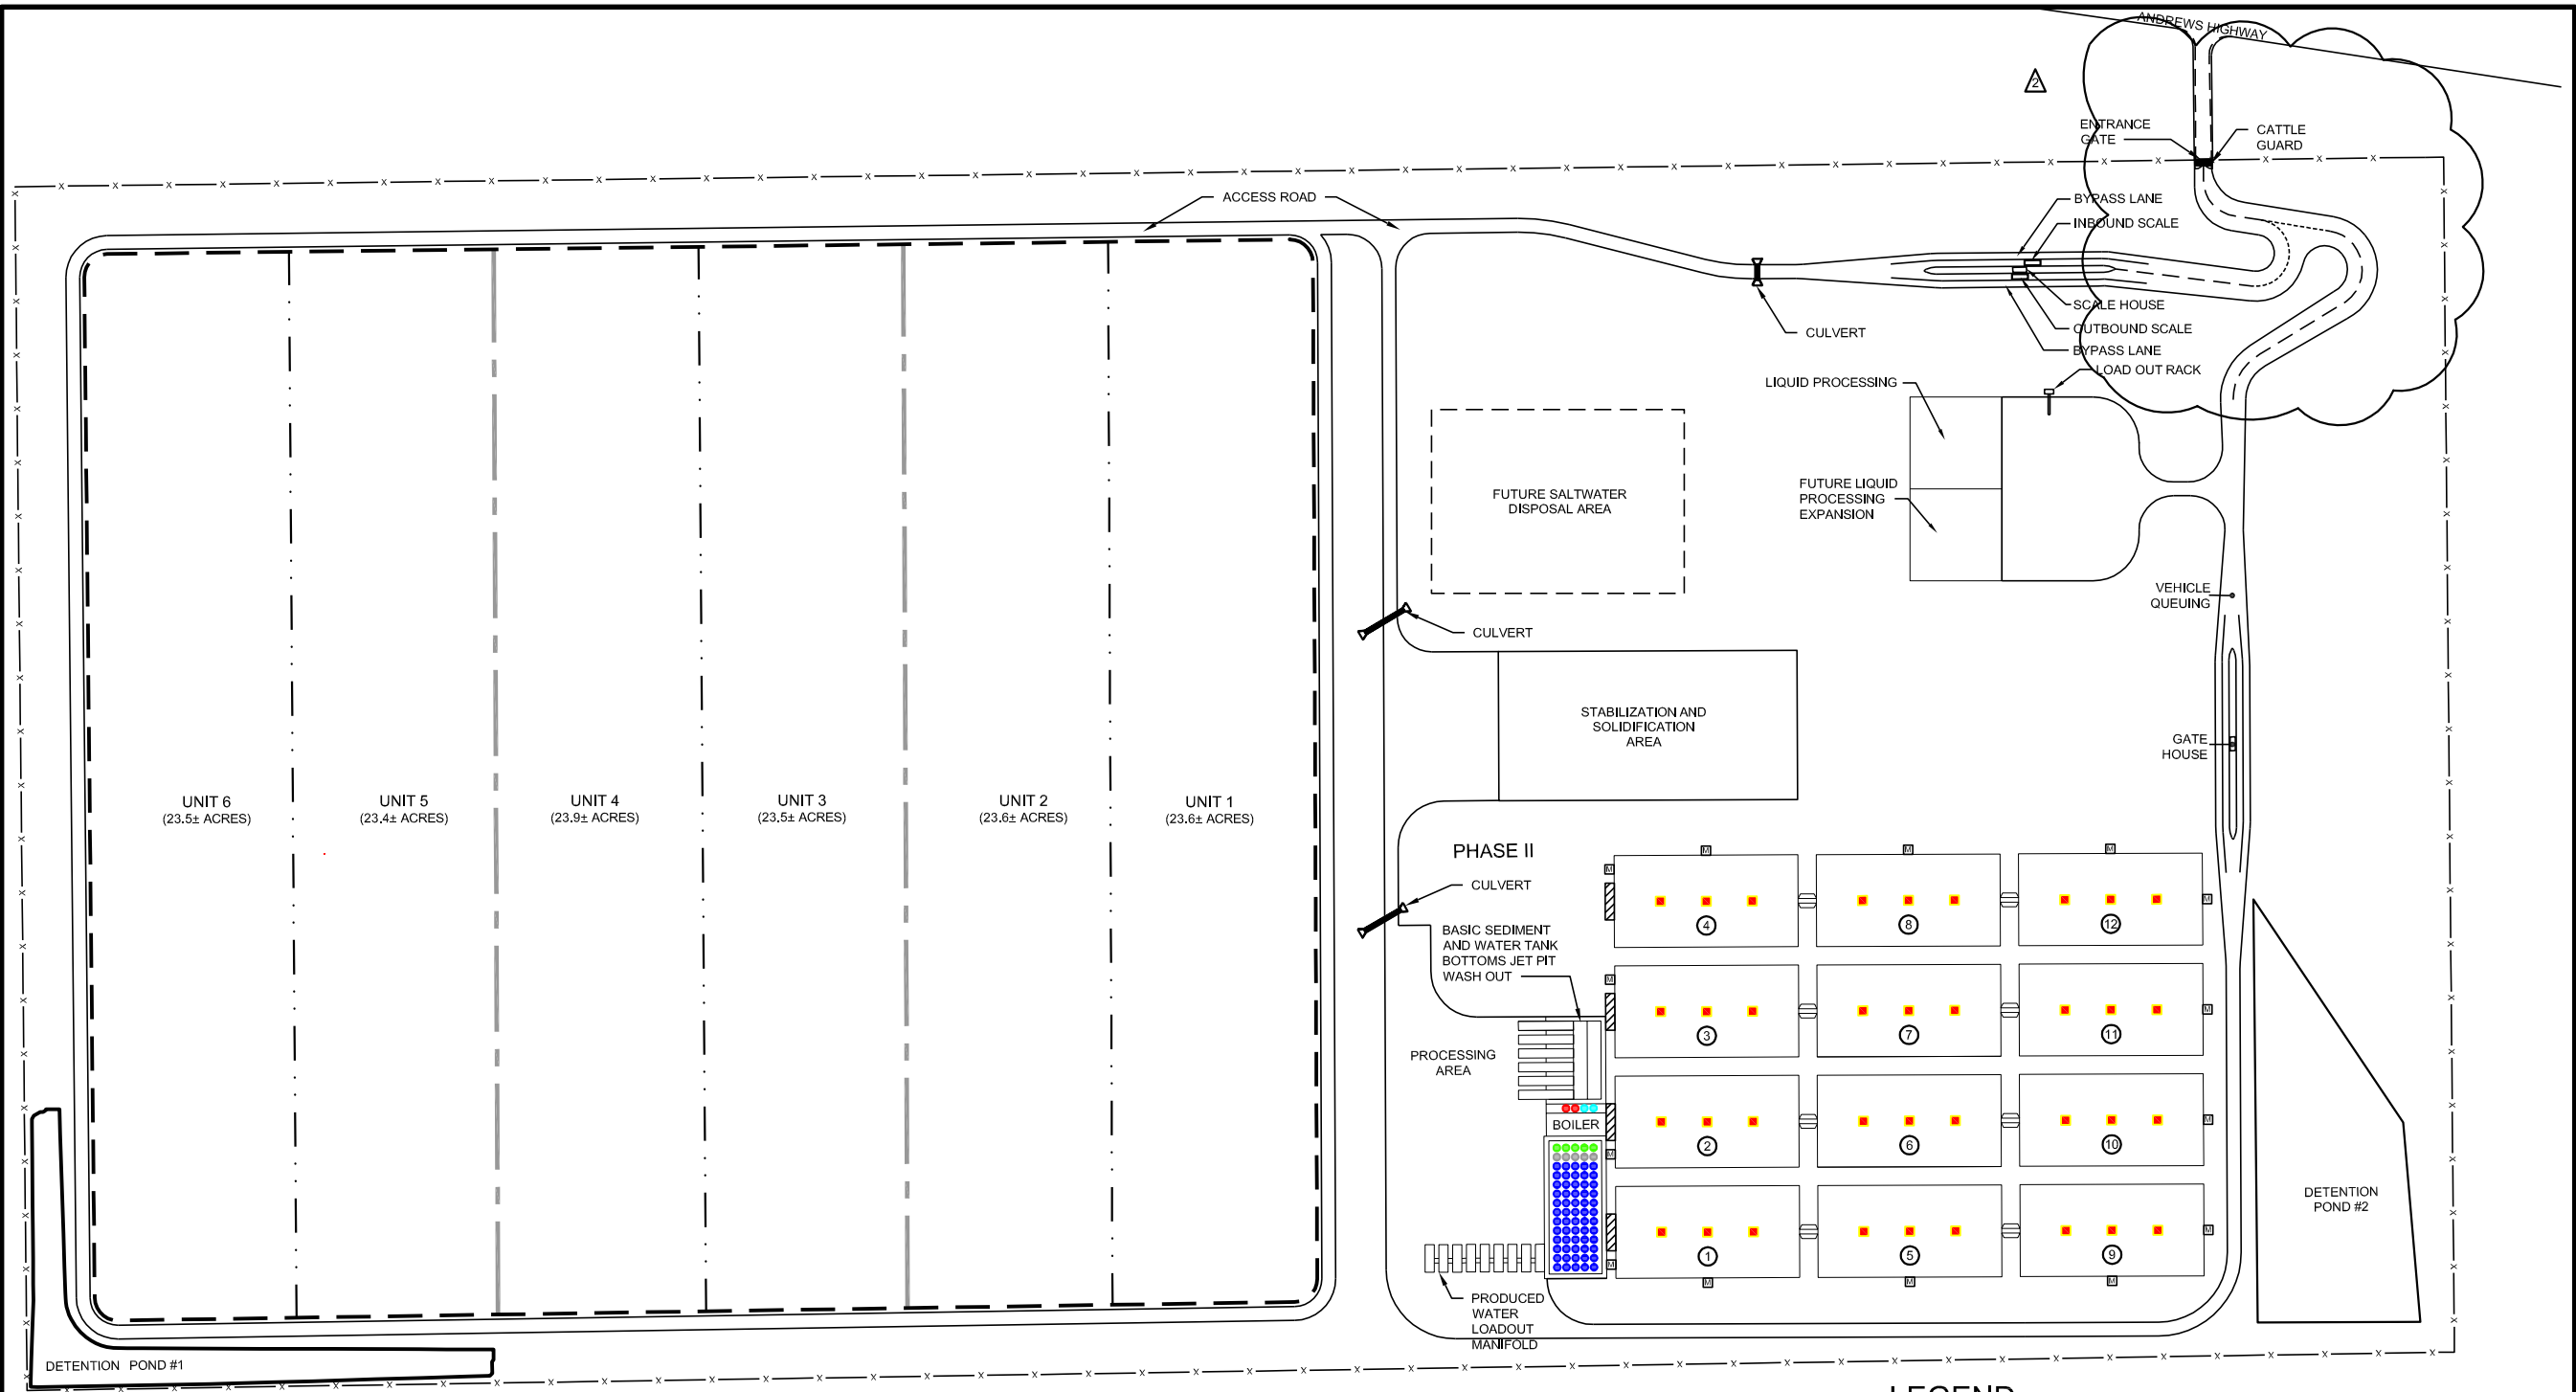 ANDREWS HIGHWAY
2
ENTRANCE
GATE
CATTLE
GUARD
ACCESS ROAD
BYPASS LANE
INBOUND SCALE
SCALE HOUSE
OUTBOUND SCALE
BYPASS LANE
CULVERT
LOAD OUT RACK
LIQUID PROCESSING
FUTURE SALTWATER
DISPOSAL AREA
FUTURE LIQUID
PROCESSING
EXPANSION
VEHICLE
QUEUING
CULVERT
STABILIZATION AND
SOLIDIFICATION
AREA
GATE
HOUSE
UNIT 6
(23.5± ACRES)
UNIT 5
(23.4± ACRES)
UNIT 4
(23.9± ACRES)
UNIT 3
(23.5± ACRES)
UNIT 2
(23.6± ACRES)
UNIT 1
(23.6± ACRES)
PHASE II
CULVERT
BASIC SEDIMENT
AND WATER TANK
BOTTOMS JET PIT
WASH OUT
M M M
M
M
4 8 12
M
M
3 7 11
PROCESSING
AREA
BOILER
M
M
2 6 10
M
M
1 5 9
M M M
DETENTION
POND #2
PRODUCED
WATER
LOADOUT
MANIFOLD
DETENTION POND #1
LEGEND